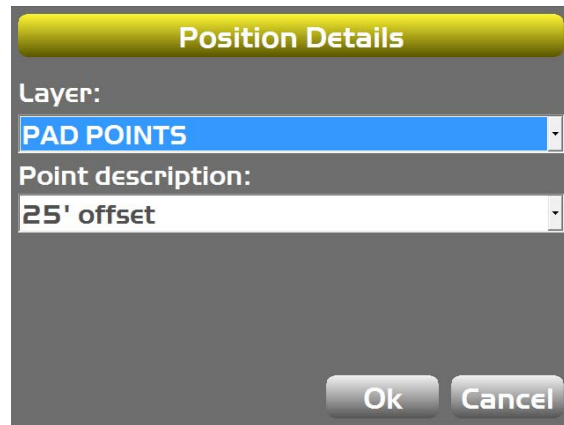 Position Details
Layer:
PAD POINTS
Point description:
25' offset
Ok Cancel